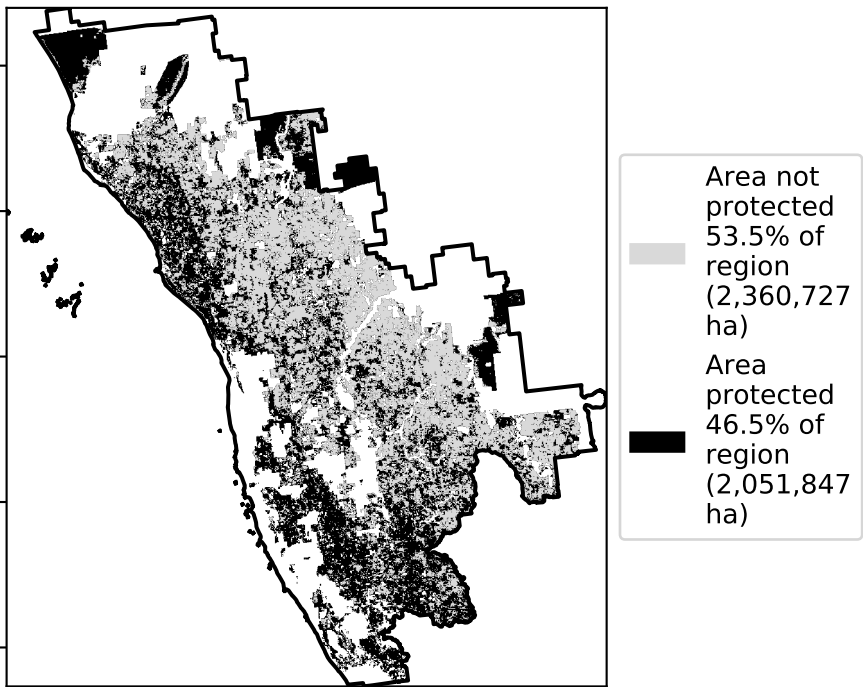 Area not
protected
53.5% of
region
(2,360,727
ha)
Area
protected
46.5% of
region
(2,051,847
ha)